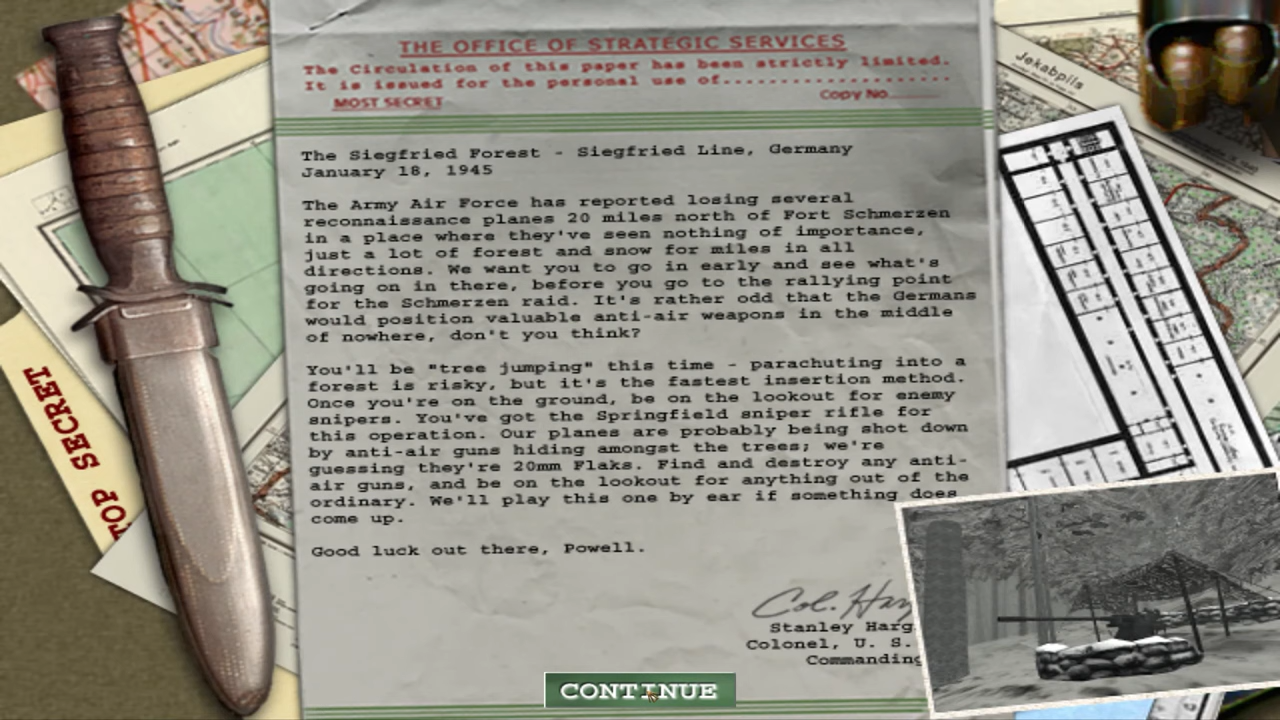 THE OFFICE OF STRATEGIC SERVICES
The Circulation of this paper has been strictly limited.
It is issued for the personal use of.....................
MOST SECRET
Copy No.
The Siegfried Forest - Siegfried Line, Germany
January 18, 1945
The Army Air Force has reported losing several
reconnaissance planes 20 miles north of Fort Schmerzen
in a place where they've seen nothing of importance,
just a lot of forest and snow for miles in all
directions. We want you to go in early and see what's
going on in there, before you go to the rallying point
for the Schmerzen raid. It's rather odd that the Germans
would position valuable anti-air weapons in the middle
of nowhere, don't you think?
You'll be "tree jumping" this time - parachuting into a
forest is risky, but it's the fastest insertion method.
Once you're on the ground, be on the lookout for enemy
snipers. You've got the Springfield sniper rifle for
this operation. Our planes are probably being shot down
by anti-air guns hiding amongst the trees; we're
guessing they're 20mm Flaks. Find and destroy any anti-
air guns, and be on the lookout for anything out of the
ordinary. We'll play this one by ear if something does
come up.
Good luck out there, Powell.
Col. Har
Stanley Harg
Colonel, U. S.
Commanding
CONTINUE
TOP SECRET
Jekabpils